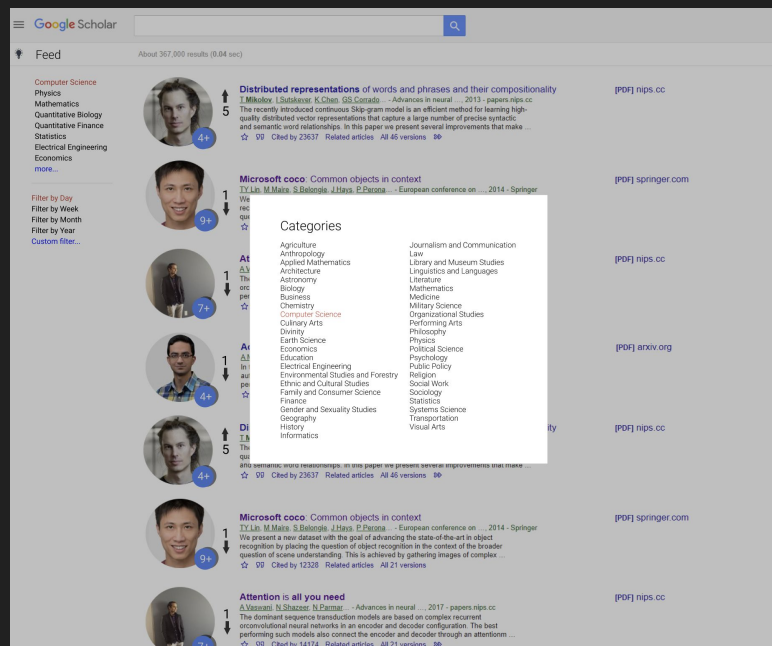 Google Scholar
Feed
About 367,000 results (0.04 sec)
Computer Science
Physics
Mathematics
Quantitative Biology
Quantitative Finance
Statistics
Electrical Engineering
Economics
more...
Filter by Day
Filter by Week
Filter by Month
Filter by Year
Custom filter...
5
4+
Distributed representations of words and phrases and their compositionality
[PDF] nips.cc
T Mikolov, I Sutskever, K Chen, GS Corrado... - Advances in neural ..., 2013 - papers.nips.cc
The recently introduced continuous Skip-gram model is an efficient method for learning high-
quality distributed vector representations that capture a large number of precise syntactic
and semantic word relationships. In this paper we present several improvements that make ...
Cited by 23637 Related articles All 46 versions
1
9+
Microsoft coco: Common objects in context
[PDF] springer.com
TY Lin, M Maire, S Belongie, J Hays, P Perona... - European conference on ..., 2014 - Springer
We
rec
que
Categories
Agriculture
Anthropology
Applied Mathematics
Architecture
Astronomy
Biology
Business
Chemistry
Computer Science
Culinary Arts
Divinity
Earth Science
Economics
Education
Electrical Engineering
Environmental Studies and Forestry
Ethnic and Cultural Studies
Family and Consumer Science
Finance
Gender and Sexuality Studies
Geography
History
Informatics
Journalism and Communication
Law
Library and Museum Studies
Linguistics and Languages
Literature
Mathematics
Medicine
Military Science
Organizational Studies
Performing Arts
Philosophy
Physics
Political Science
Psychology
Public Policy
Religion
Social Work
Sociology
Statistics
Systems Science
Transportation
Visual Arts
1
7+
At
[PDF] nips.cc
A V
The
orc
per
1
4+
Ac
[PDF] arxiv.org
A M
In t
aut
pe
5
4+
Di
ity
[PDF] nips.cc
T M
The
qua
and semantic word relationships. In this paper we present several improvements that make ...
Cited by 23637 Related articles All 46 versions
1
9+
Microsoft coco: Common objects in context
[PDF] springer.com
TY Lin, M Maire, S Belongie, J Hays, P Perona... - European conference on ..., 2014 - Springer
We present a new dataset with the goal of advancing the state-of-the-art in object
recognition by placing the question of object recognition in the context of the broader
question of scene understanding. This is achieved by gathering images of complex ...
Cited by 12328 Related articles All 21 versions
1
7+
Attention is all you need
[PDF] nips.cc
A Vaswani, N Shazeer, N Parmar... - Advances in neural ..., 2017 - papers.nips.cc
The dominant sequence transduction models are based on complex recurrent
orconvolutional neural networks in an encoder and decoder configuration. The best
performing such models also connect the encoder and decoder through an attentionm ...
Cited by 14174 Related articles All 21 versions